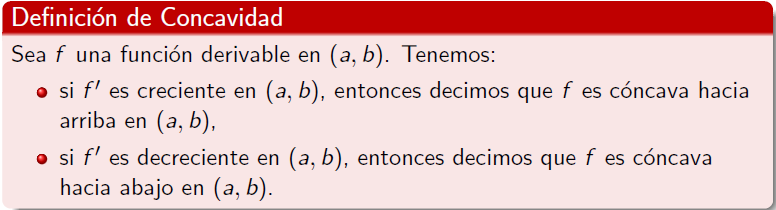 Definición de Concavidad
Sea f una función derivable en (a, b). Tenemos:
si f ′ es creciente en (a, b), entonces decimos que f es cóncava hacia
arriba en (a, b),
si f ′ es decreciente en (a, b), entonces decimos que f es cóncava
hacia abajo en (a, b).